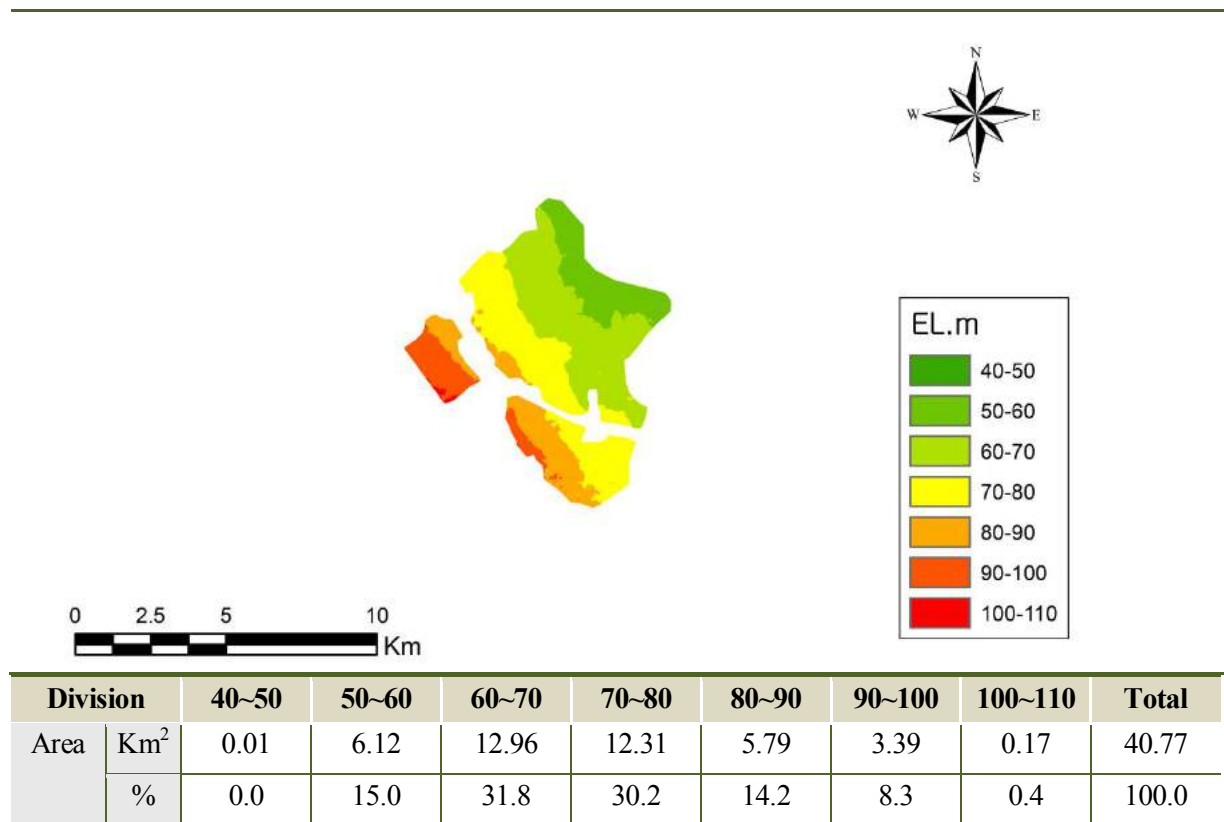 N
W E
S
EL.m
40-50
50-60
60-70
70-80
80-90
90-100
100-110
0 2.5 5 10
Km
Division 40~50 50~60 60~70 70~80 80~90 90~100 100~110 Total
Area Km² 0.01 6.12 12.96 12.31 5.79 3.39 0.17 40.77
% 0.0 15.0 31.8 30.2 14.2 8.3 0.4 100.0